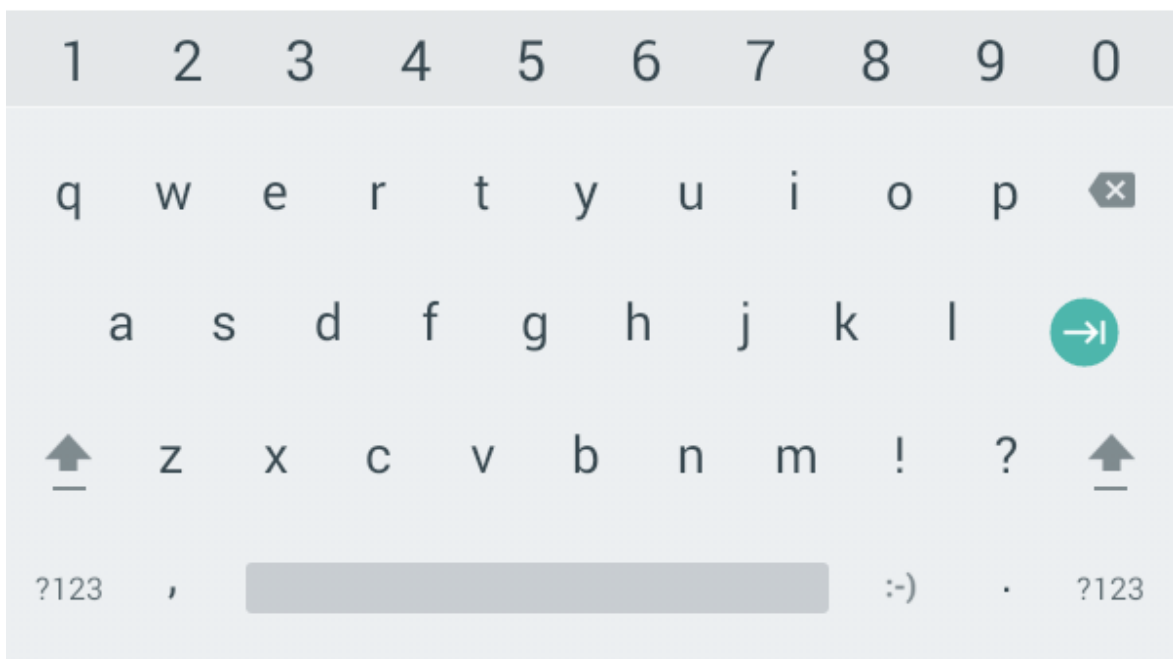 1 2 3 4 5 6 7 8 9 0
q w e r t y u i o p
a s d f g h j k l
z x c v b n m ! ?
?123 , :-) . ?123